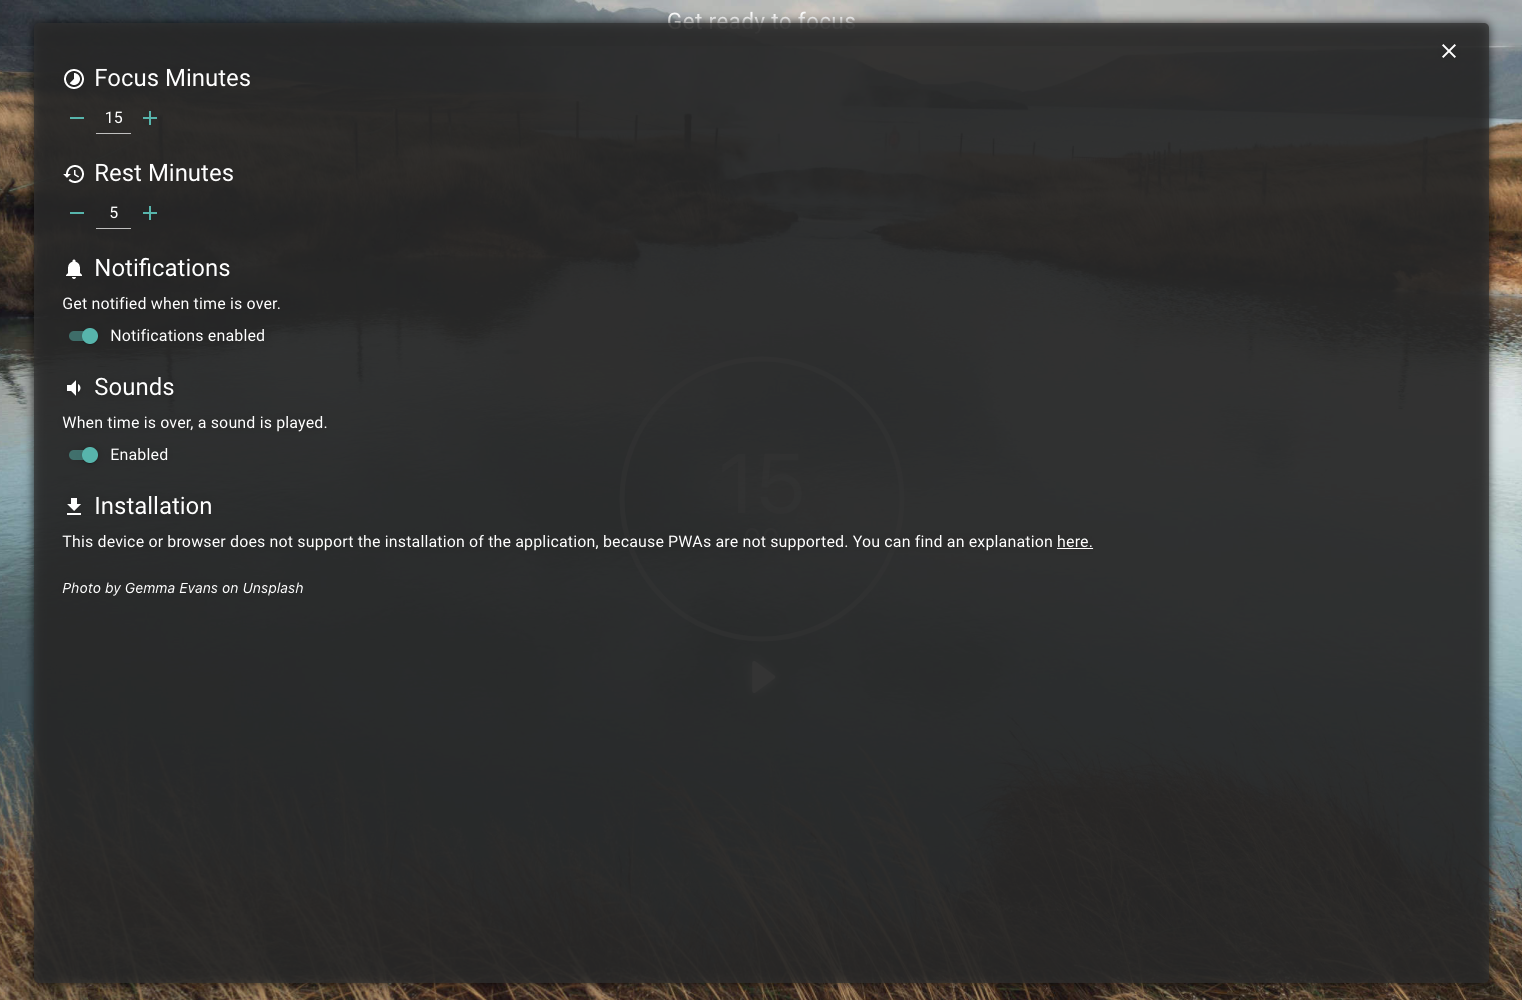 Get ready to focus
Focus Minutes
15
Rest Minutes
5
Notifications
Get notified when time is over.
Notifications enabled
Sounds
When time is over, a sound is played.
Enabled
15
Installation
This device or browser does not support the installation of the application, because PWAs are not supported. You can find an explanation here.
Photo by Gemma Evans on Unsplash